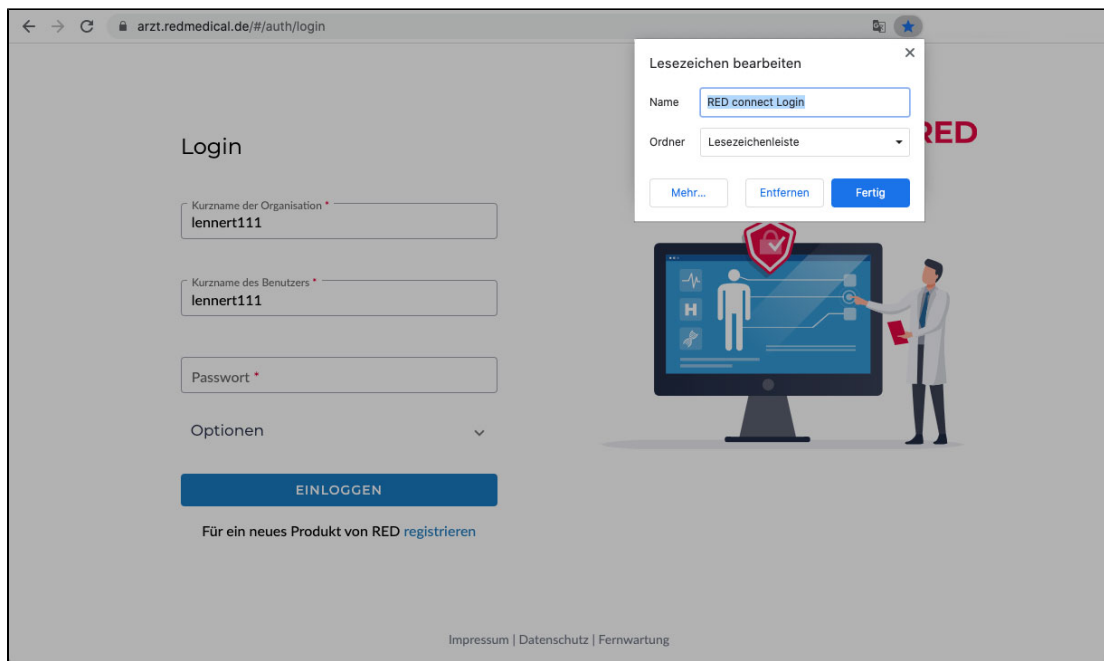 arzt.redmedical.de/#/auth/login
Lesezeichen bearbeiten
Name RED connect Login
Ordner Lesezeichenleiste
Mehr... Entfernen Fertig
RED
Login
Kurzname der Organisation *
lennert111
Kurzname des Benutzers *
lennert111
Passwort *
Optionen
EINLOGGEN
Für ein neues Produkt von RED registrieren
H
Impressum | Datenschutz | Fernwartung